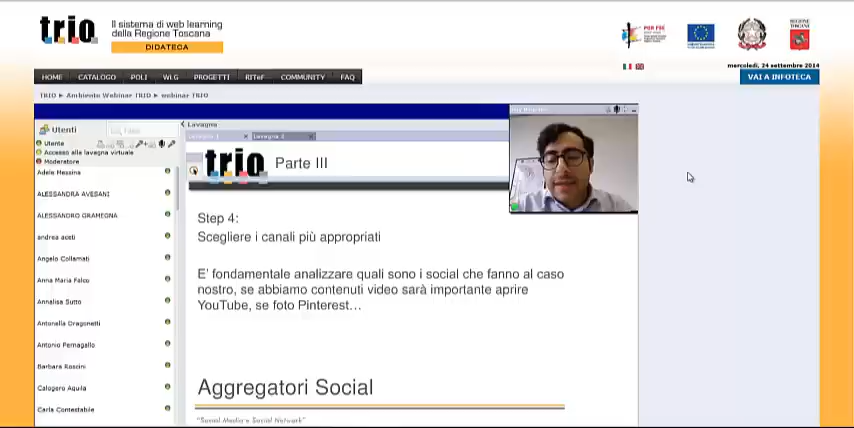 trio
Il sistema di web learning
della Regione Toscana
DIDATECA
POR FSE
REGIONE
TOSCANA
mercoledì, 24 settembre 2014
HOME CATALOGO POLI WLG PROGETTI RITeF COMMUNITY FAQ
VAI A INFOTECA
TRIO ► Ambiente Webinar TRIO ► webinar TRIO
Lavagna
Utenti
Utente
Accesso alla lavagna virtuale
Moderatore
Adele Messina
ALESSANDRA AVESANI
ALESSANDRO GRAMEGNA
andrea aceti
Angelo Collamati
Anna Maria Falco
Annalisa Sutto
Antonella Dragonetti
Antonio Fornagallo
Barbara Roscini
Calogero Aquila
Carla Contestabile
Lavagna 1
Lavagna 2
trio Parte III
Step 4:
Scegliere i canali più appropriati
E' fondamentale analizzare quali sono i social che fanno al caso
nostro, se abbiamo contenuti video sarà importante aprire
YouTube, se foto Pinterest…
Aggregatori Social
"Social Media e Social Network"